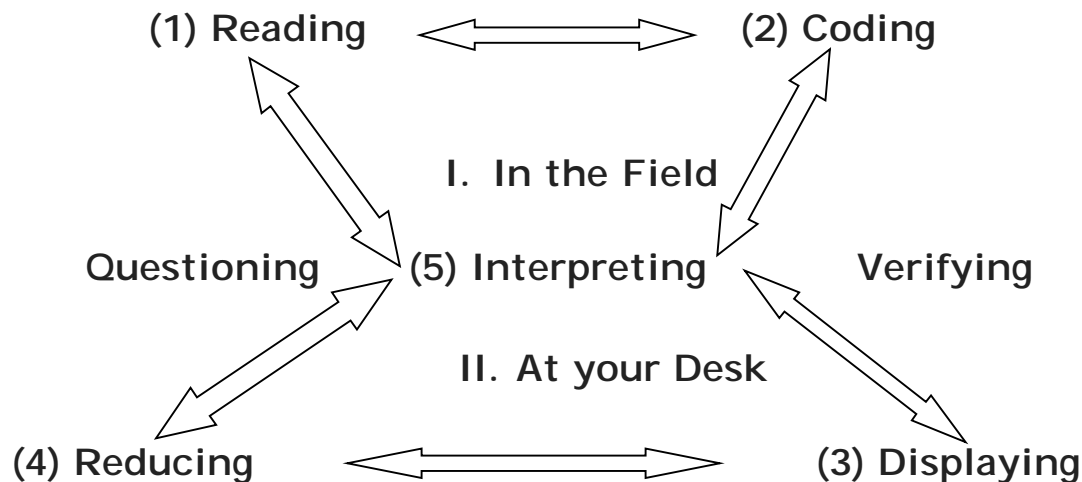 (1) Reading (2) Coding
I. In the Field
Questioning (5) Interpreting Verifying
II. At your Desk
(4) Reducing (3) Displaying